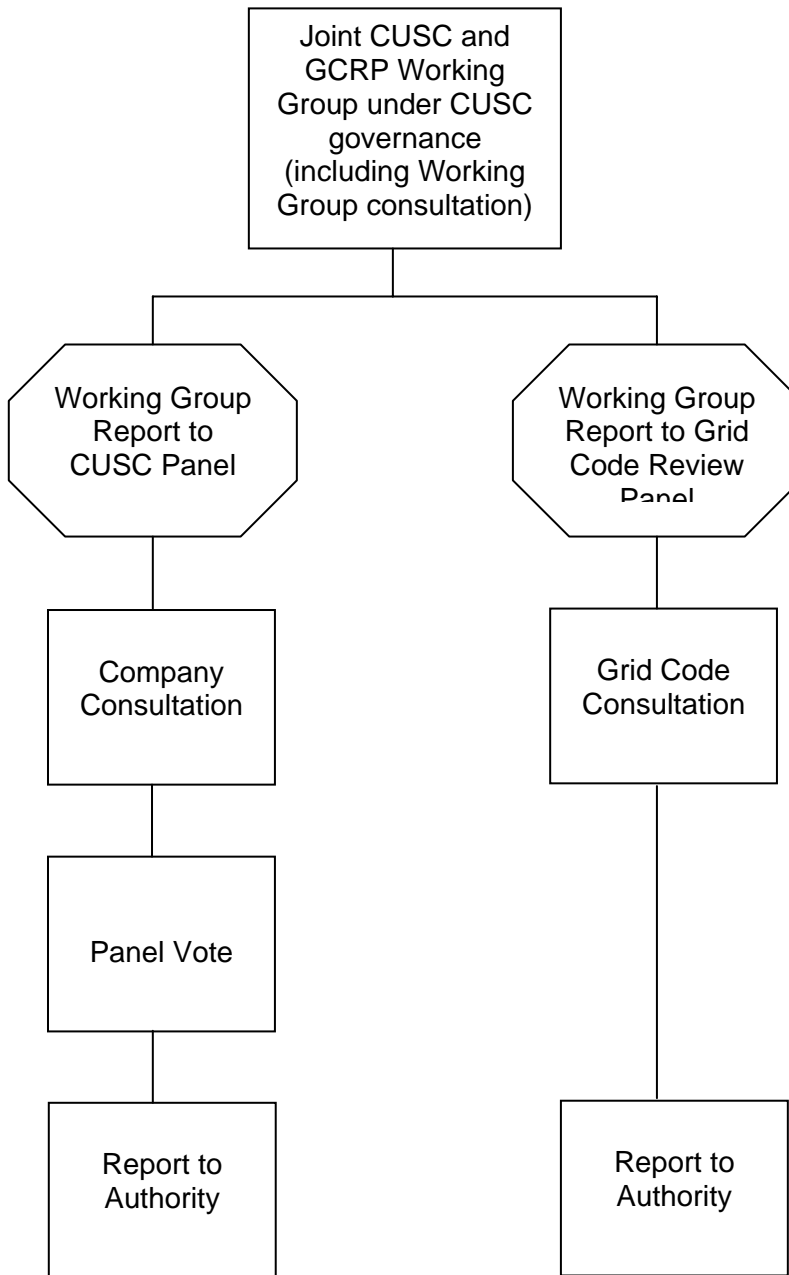 Joint CUSC and
GCRP Working
Group under CUSC
governance
(including Working
Group consultation)
Working Group
Report to
CUSC Panel
Working Group
Report to Grid
Code Review
Panel
Company
Consultation
Grid Code
Consultation
Panel Vote
Report to
Authority
Report to
Authority